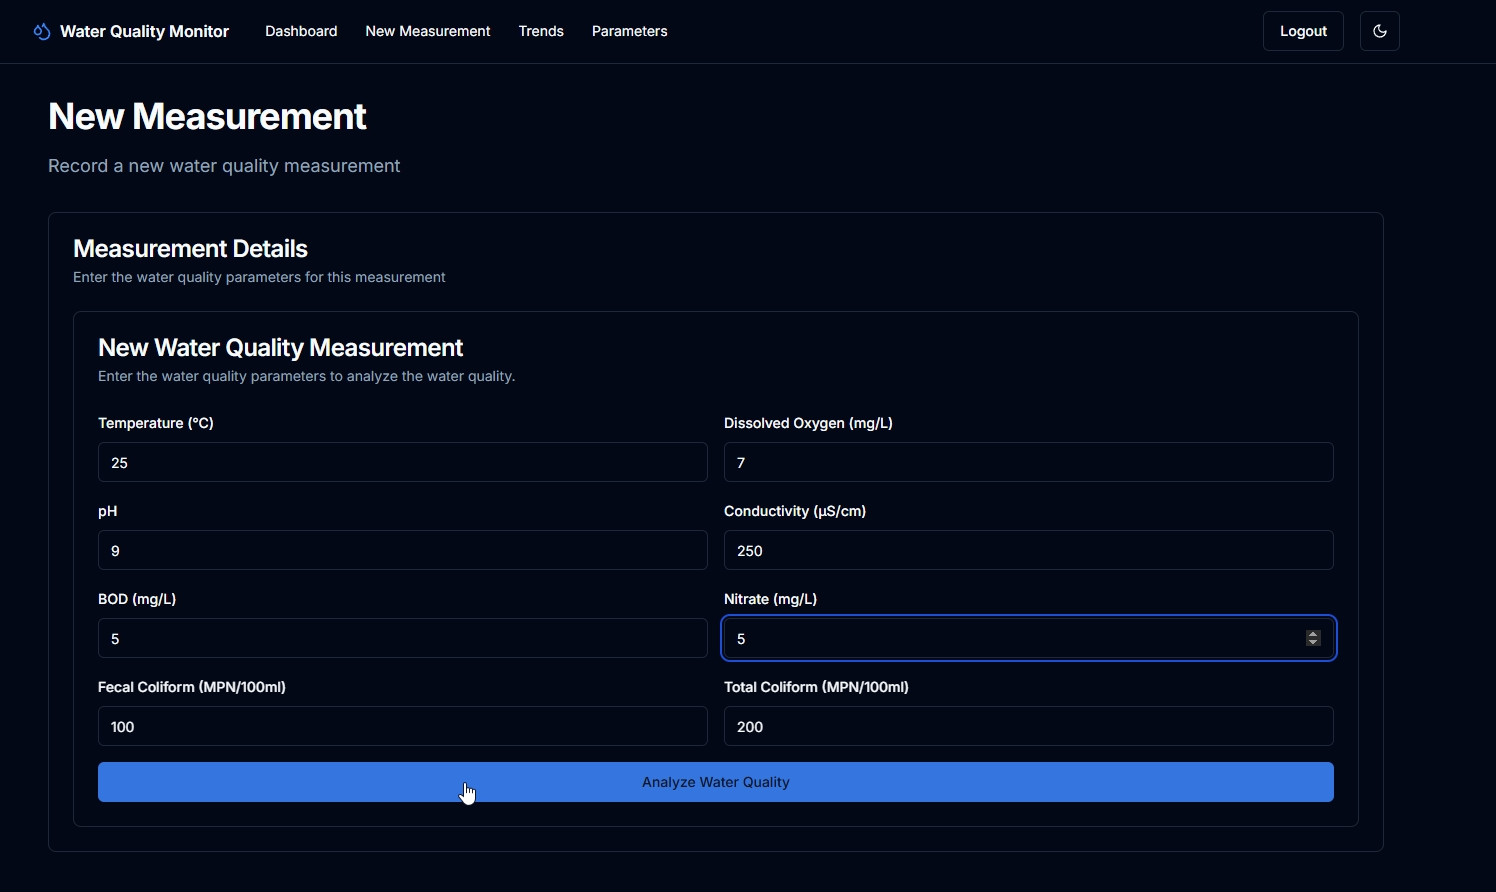 Water Quality Monitor
Dashboard
New Measurement
Trends
Parameters
Logout
New Measurement
Record a new water quality measurement
Measurement Details
Enter the water quality parameters for this measurement
New Water Quality Measurement
Enter the water quality parameters to analyze the water quality.
Temperature (°C)
25
Dissolved Oxygen (mg/L)
7
pH
9
Conductivity (μS/cm)
250
BOD (mg/L)
5
Nitrate (mg/L)
5
Fecal Coliform (MPN/100ml)
100
Total Coliform (MPN/100ml)
200
Analyze Water Quality